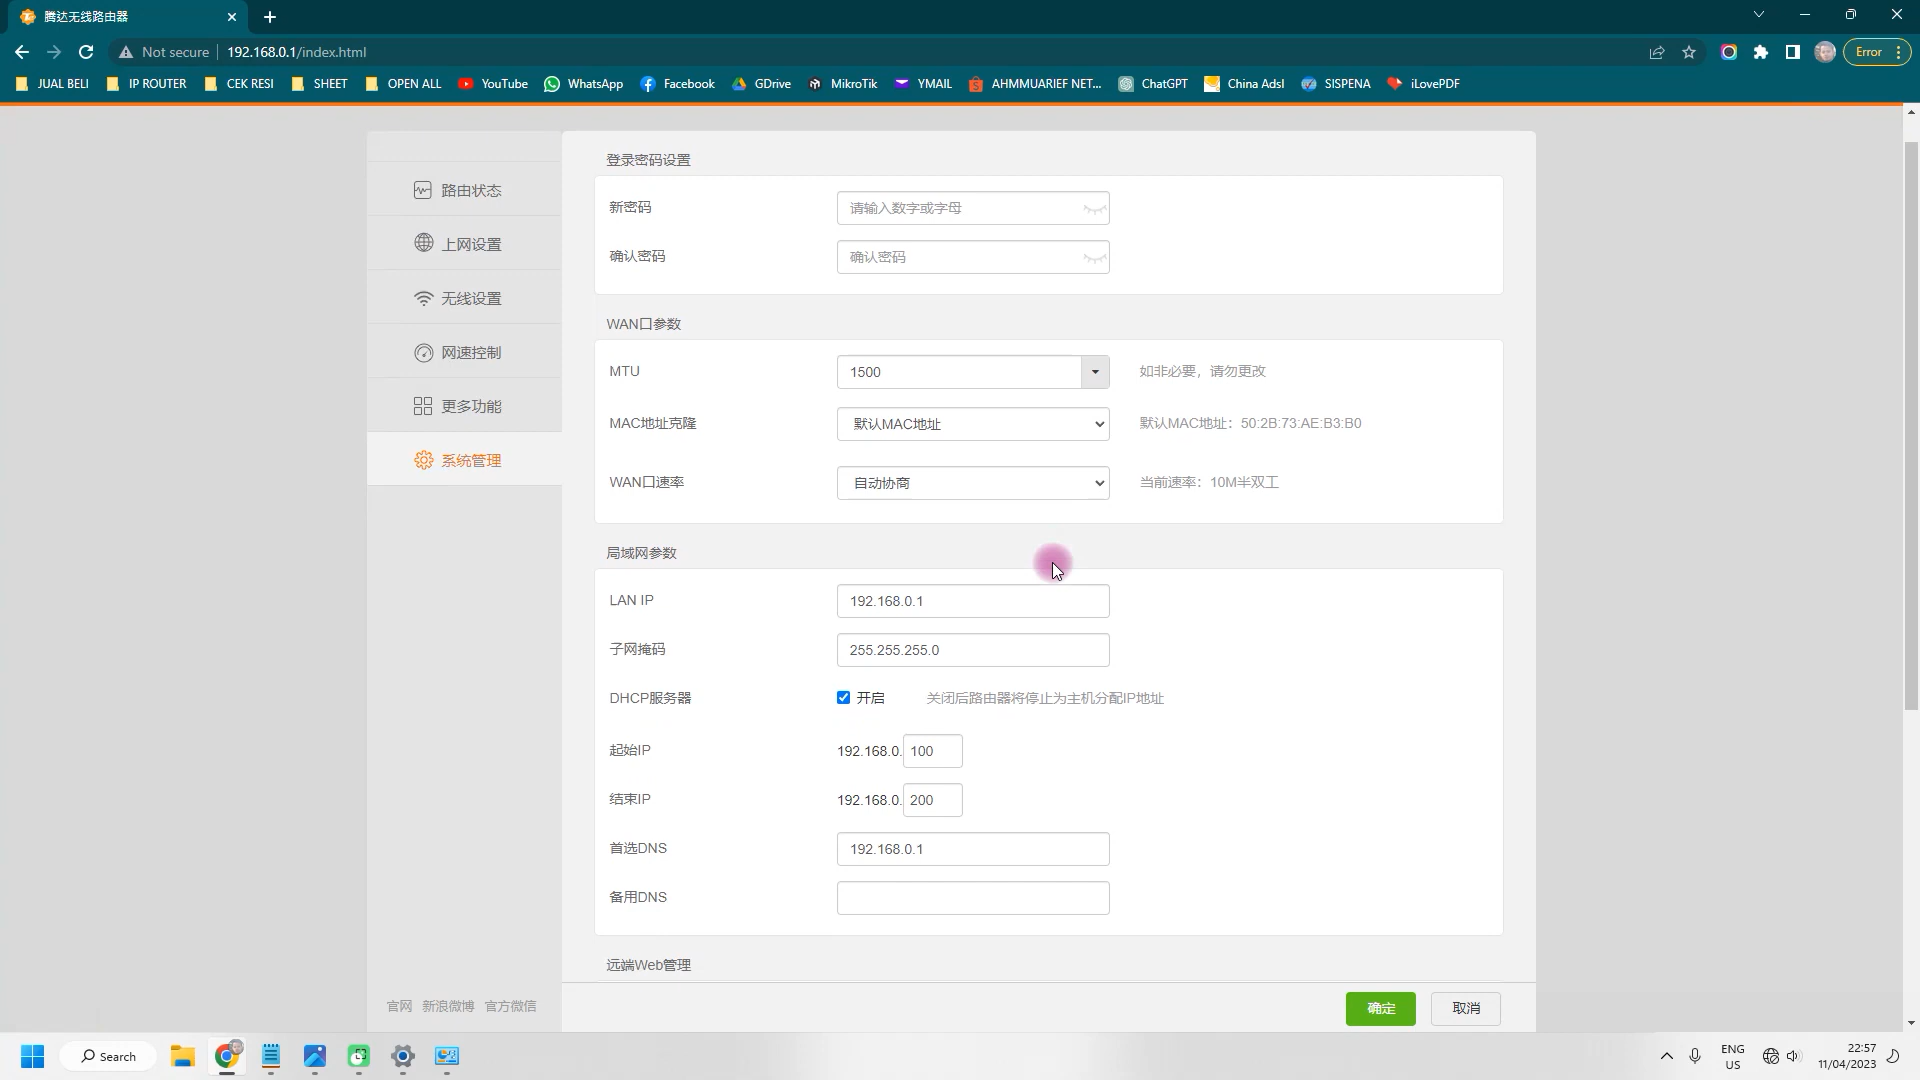 腾达无线路由器
Not secure
192.168.0.1/index.html
Error
JUAL BELI
IP ROUTER
CEK RESI
SHEET
OPEN ALL
YouTube
WhatsApp
Facebook
GDrive
MikroTik
YMAIL
AHMMUARIEF NET...
ChatGPT
China Adsl
SISPENA
iLovePDF
路由状态
上网设置
无线设置
网速控制
更多功能
系统管理
官网 新浪微博 官方微信
登录密码设置
新密码 请输入数字或字母
确认密码 确认密码
WAN口参数
MTU 1500 如非必要，请勿更改
MAC地址克隆 默认MAC地址 默认MAC地址：50:2B:73:AE:B3:B0
WAN口速率 自动协商 当前速率：10M半双工
局域网参数
LAN IP 192.168.0.1
子网掩码 255.255.255.0
DHCP服务器 开启 关闭后路由器将停止为主机分配IP地址
起始IP 192.168.0. 100
结束IP 192.168.0. 200
首选DNS 192.168.0.1
备用DNS
远端Web管理
确定 取消
Search
ENG
US
22:57
11/04/2023